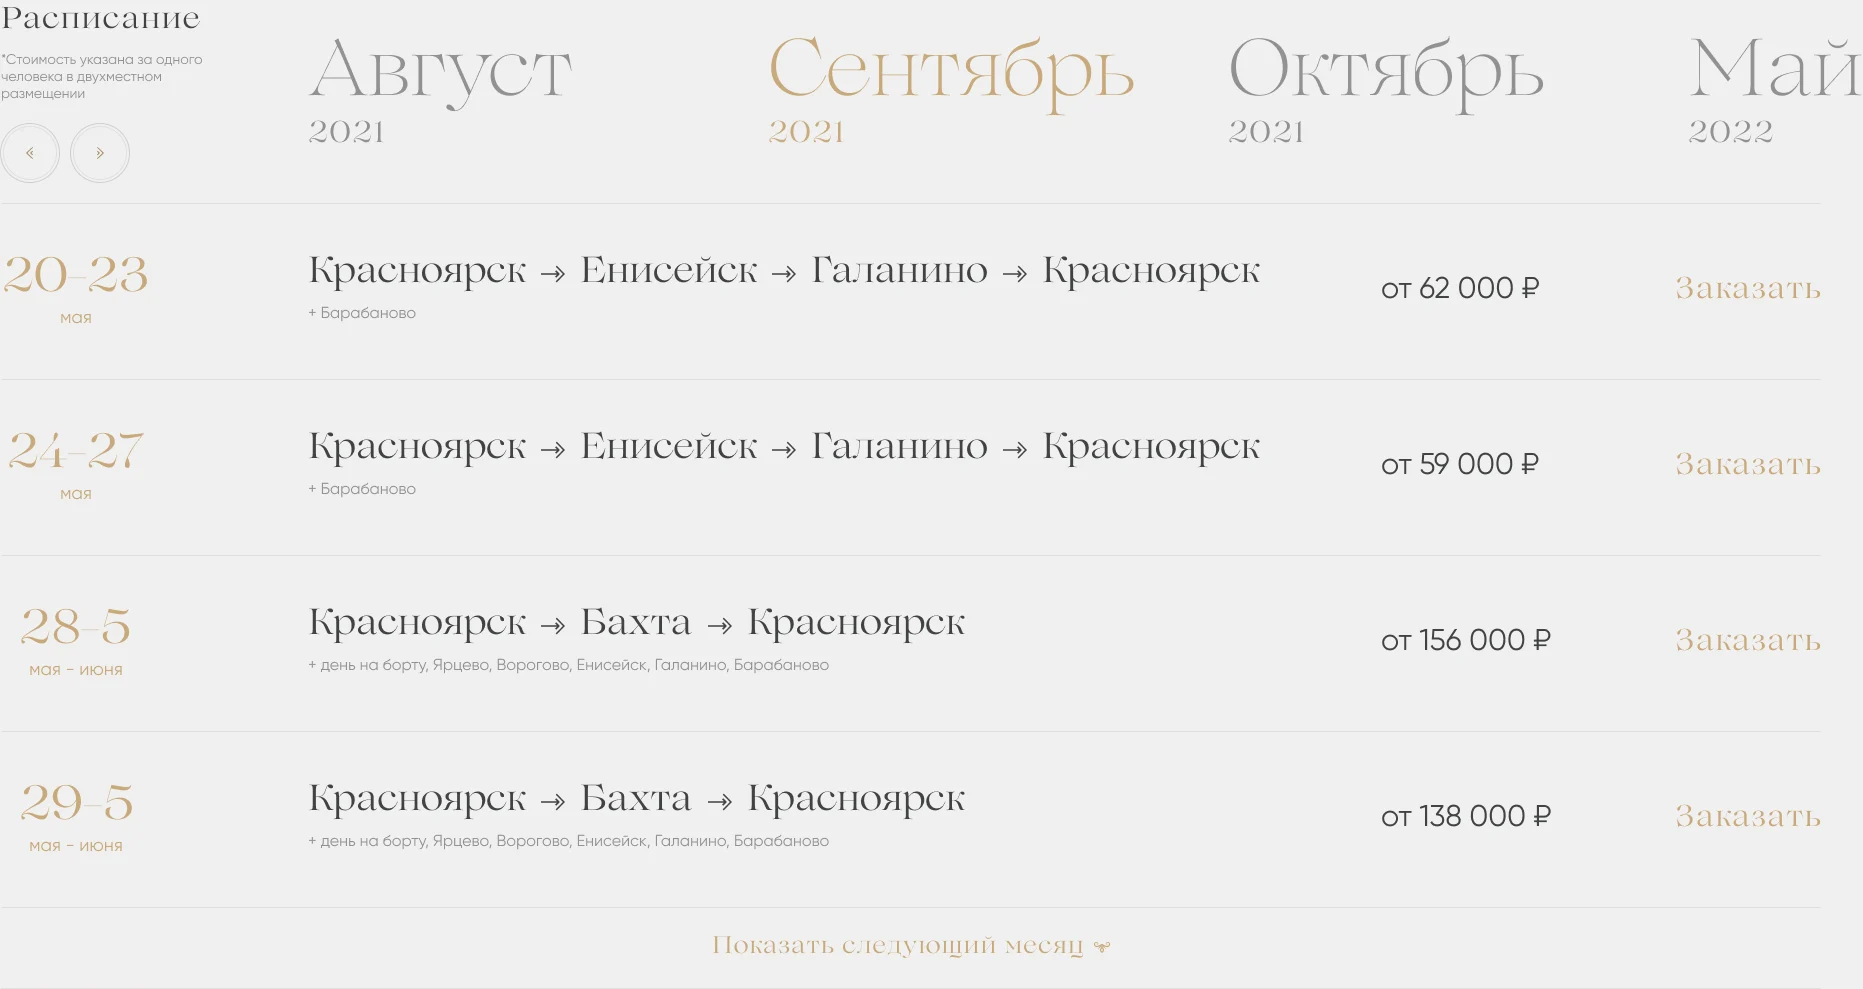 Расписание
*Стоимость указана за одного
человека в двухместном
размещении
Август
2021
Сентябрь
2021
Октябрь
2021
Май
2022
20–23
мая
Красноярск → Енисейск → Галанино → Красноярск
+ Барабаново
от 62 000 ₽
Заказать
24–27
мая
Красноярск → Енисейск → Галанино → Красноярск
+ Барабаново
от 59 000 ₽
Заказать
28–5
мая – июня
Красноярск → Бахта → Красноярск
+ день на борту, Ярцево, Ворогово, Енисейск, Галанино, Барабаново
от 156 000 ₽
Заказать
29–5
мая – июня
Красноярск → Бахта → Красноярск
+ день на борту, Ярцево, Ворогово, Енисейск, Галанино, Барабаново
от 138 000 ₽
Заказать
Показать следующий месяц